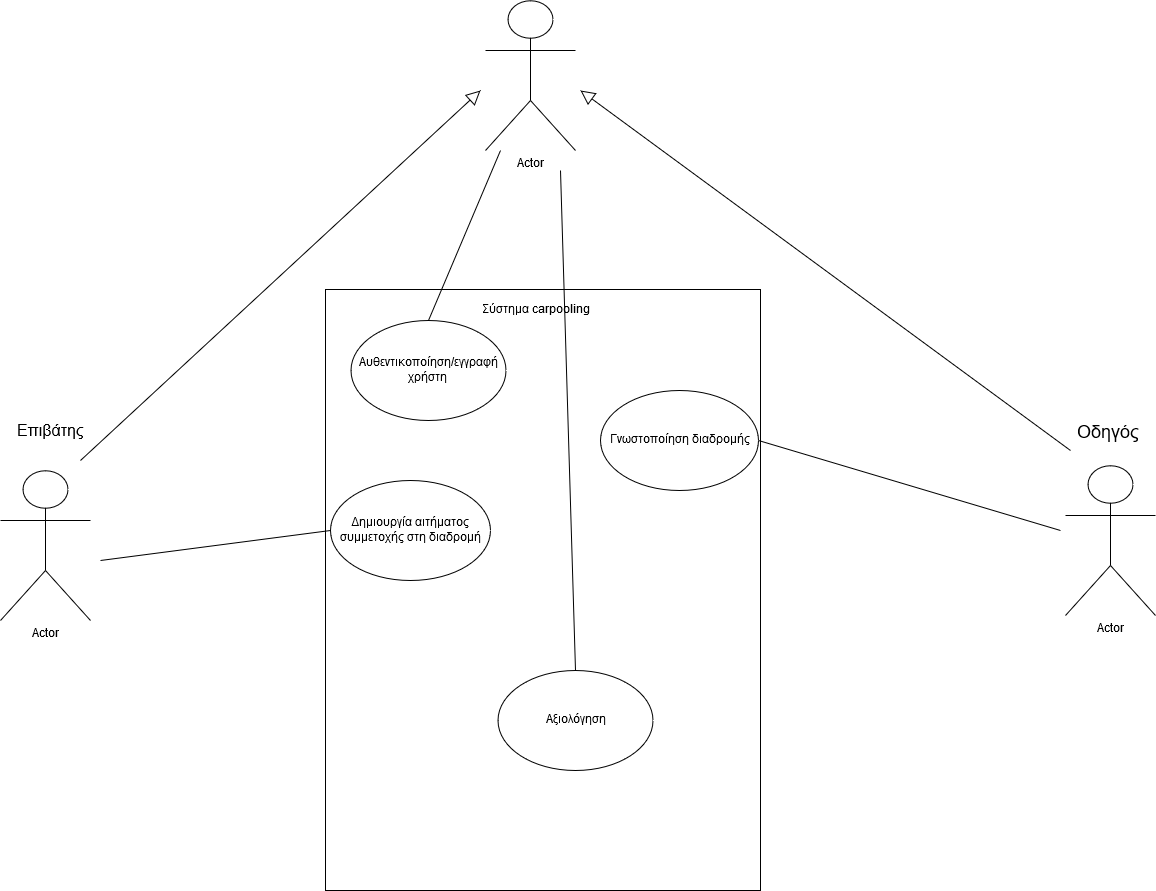 Actor
Σύστημα carpooling
Αυθεντικοποίηση/εγγραφή
χρήστη
Γνωστοποίηση διαδρομής
Επιβάτης
Οδηγός
Δημιουργία αιτήματος
συμμετοχής στη διαδρομή
Actor
Actor
Αξιολόγηση